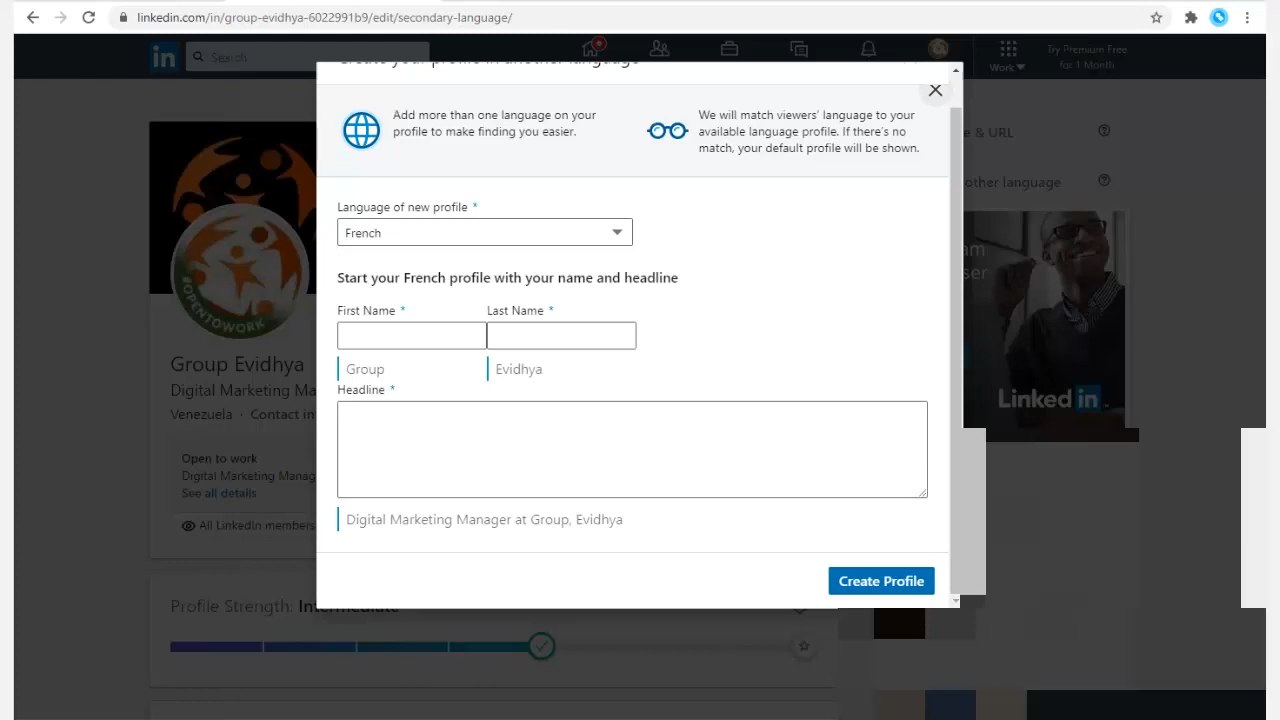 linkedin.com/in/group-evidhya-6022991b9/edit/secondary-language/
in
Search
Work
Try Premium Free
for 1 Month
Create your profile in another language
Add more than one language on your
profile to make finding you easier.
We will match viewers' language to your
available language profile. If there's no
match, your default profile will be shown.
& URL
other language
Language of new profile *
French
Start your French profile with your name and headline
First Name *
Last Name *
Group
Evidhya
Headline *
Digital Marketing Manager at Group, Evidhya
Create Profile
#OPENTOWORK
Group Evidhya
Digital Marketing Ma
Venezuela · Contact in
Open to work
Digital Marketing Manag
See all details
All LinkedIn members
Linked in
Profile Strength: Intermediate